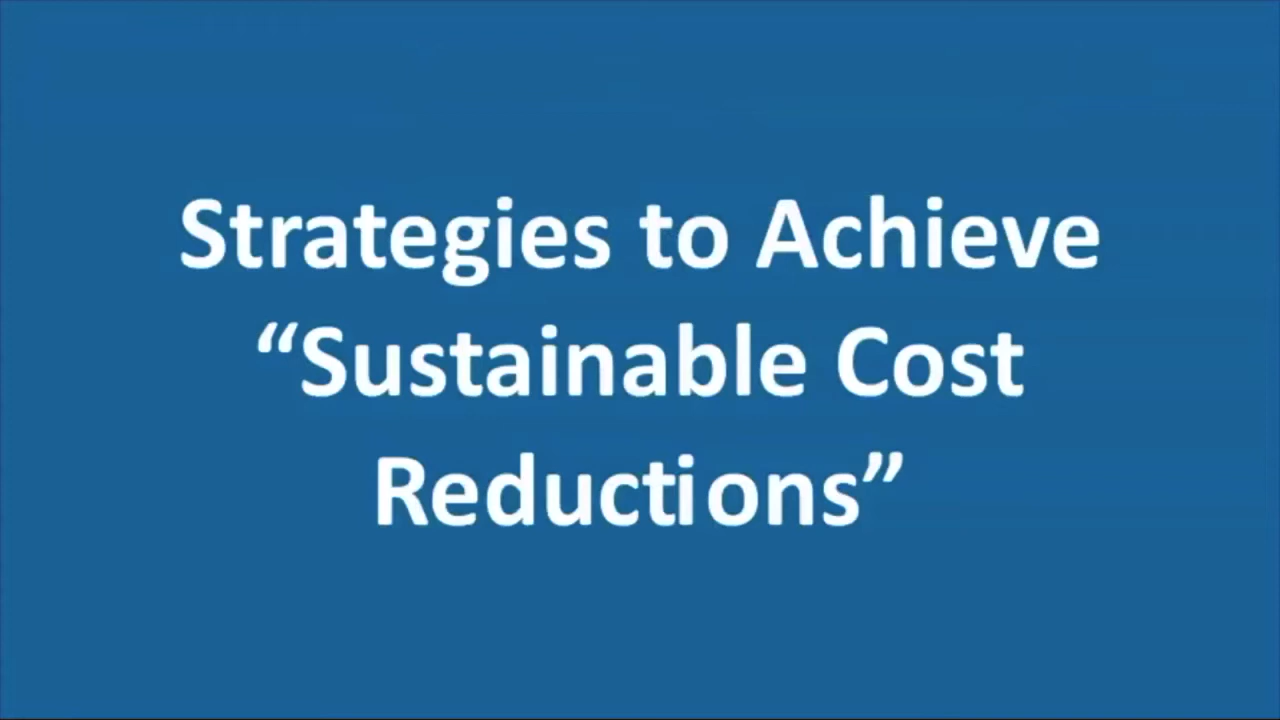 Strategies to Achieve
“Sustainable Cost
Reductions”